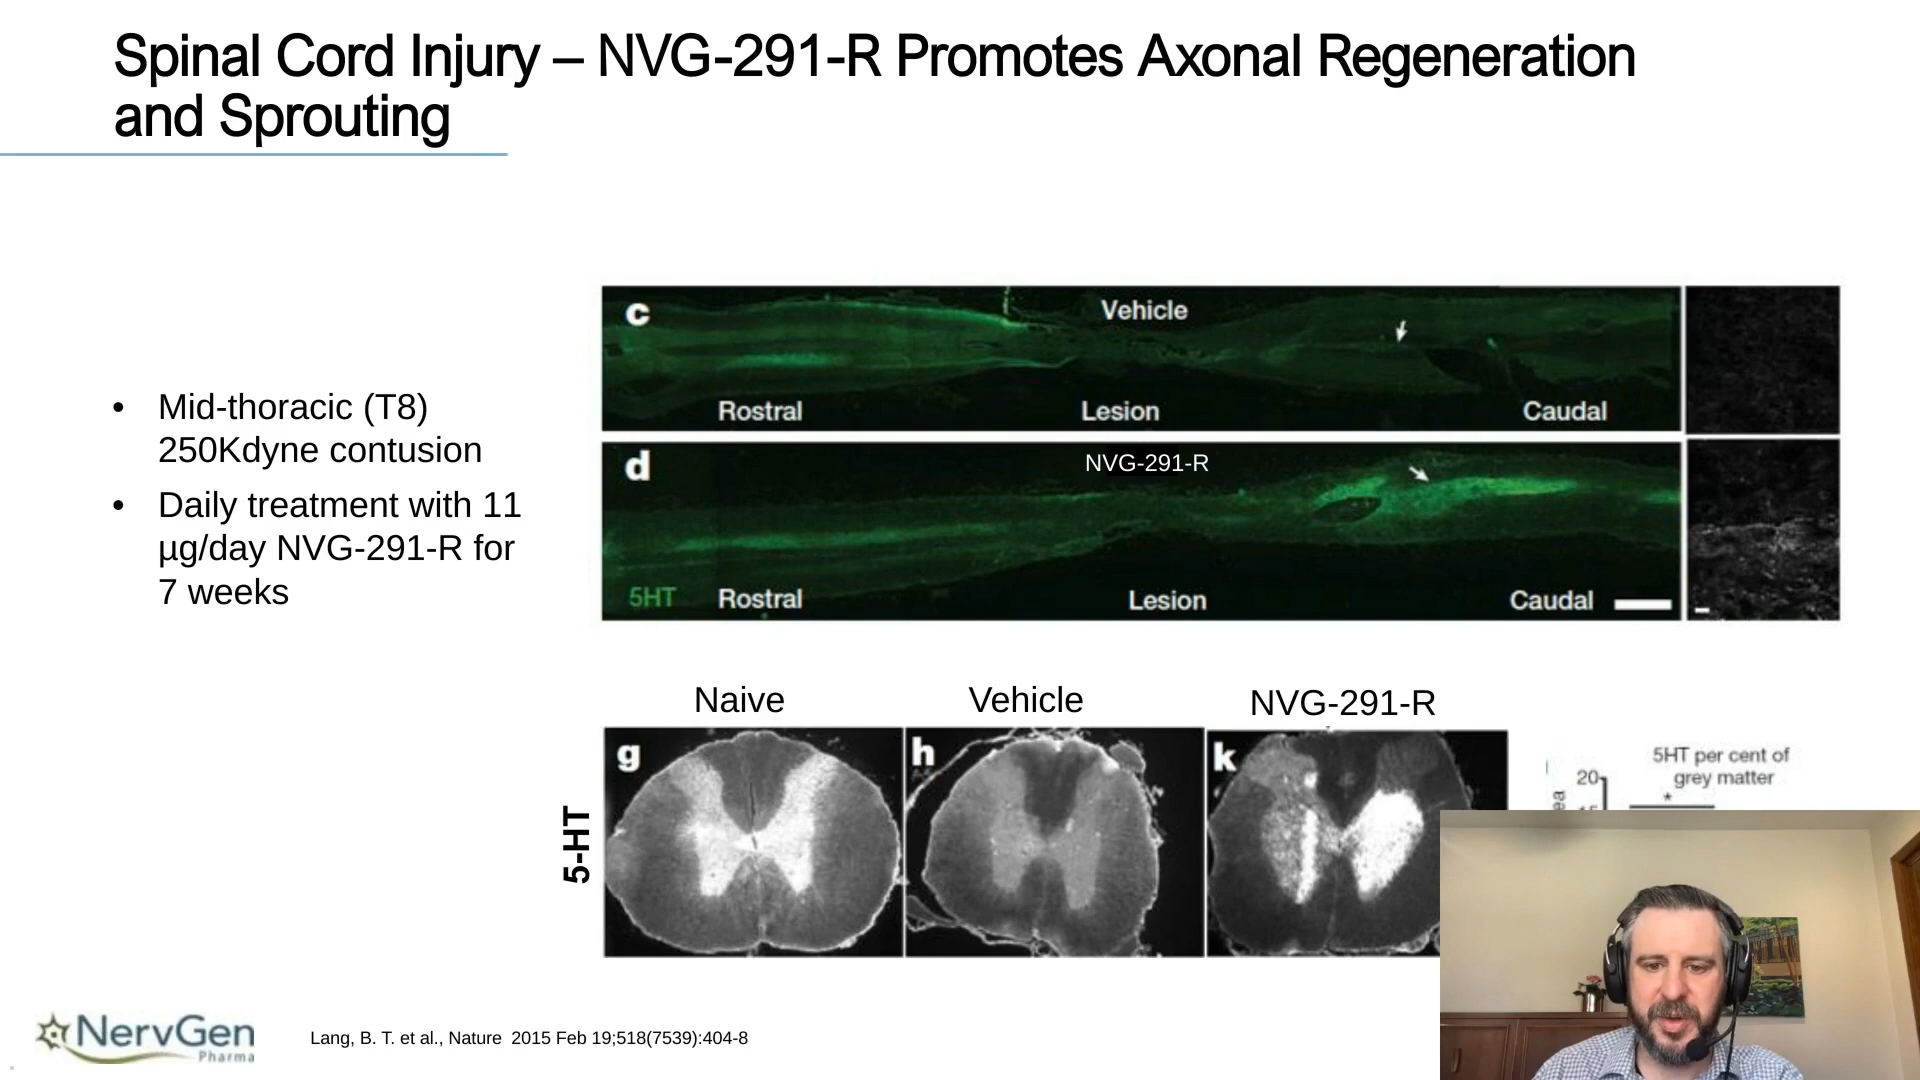 Spinal Cord Injury – NVG-291-R Promotes Axonal Regeneration
and Sprouting
• Mid-thoracic (T8)
250Kdyne contusion
• Daily treatment with 11
µg/day NVG-291-R for
7 weeks
c
Vehicle
Rostral Lesion Caudal
d
NVG-291-R
5HT Rostral Lesion Caudal
Naive Vehicle NVG-291-R
g h k
5-HT
5HT per cent of
grey matter
20
*
NervGen
Pharma
Lang, B. T. et al., Nature 2015 Feb 19;518(7539):404-8